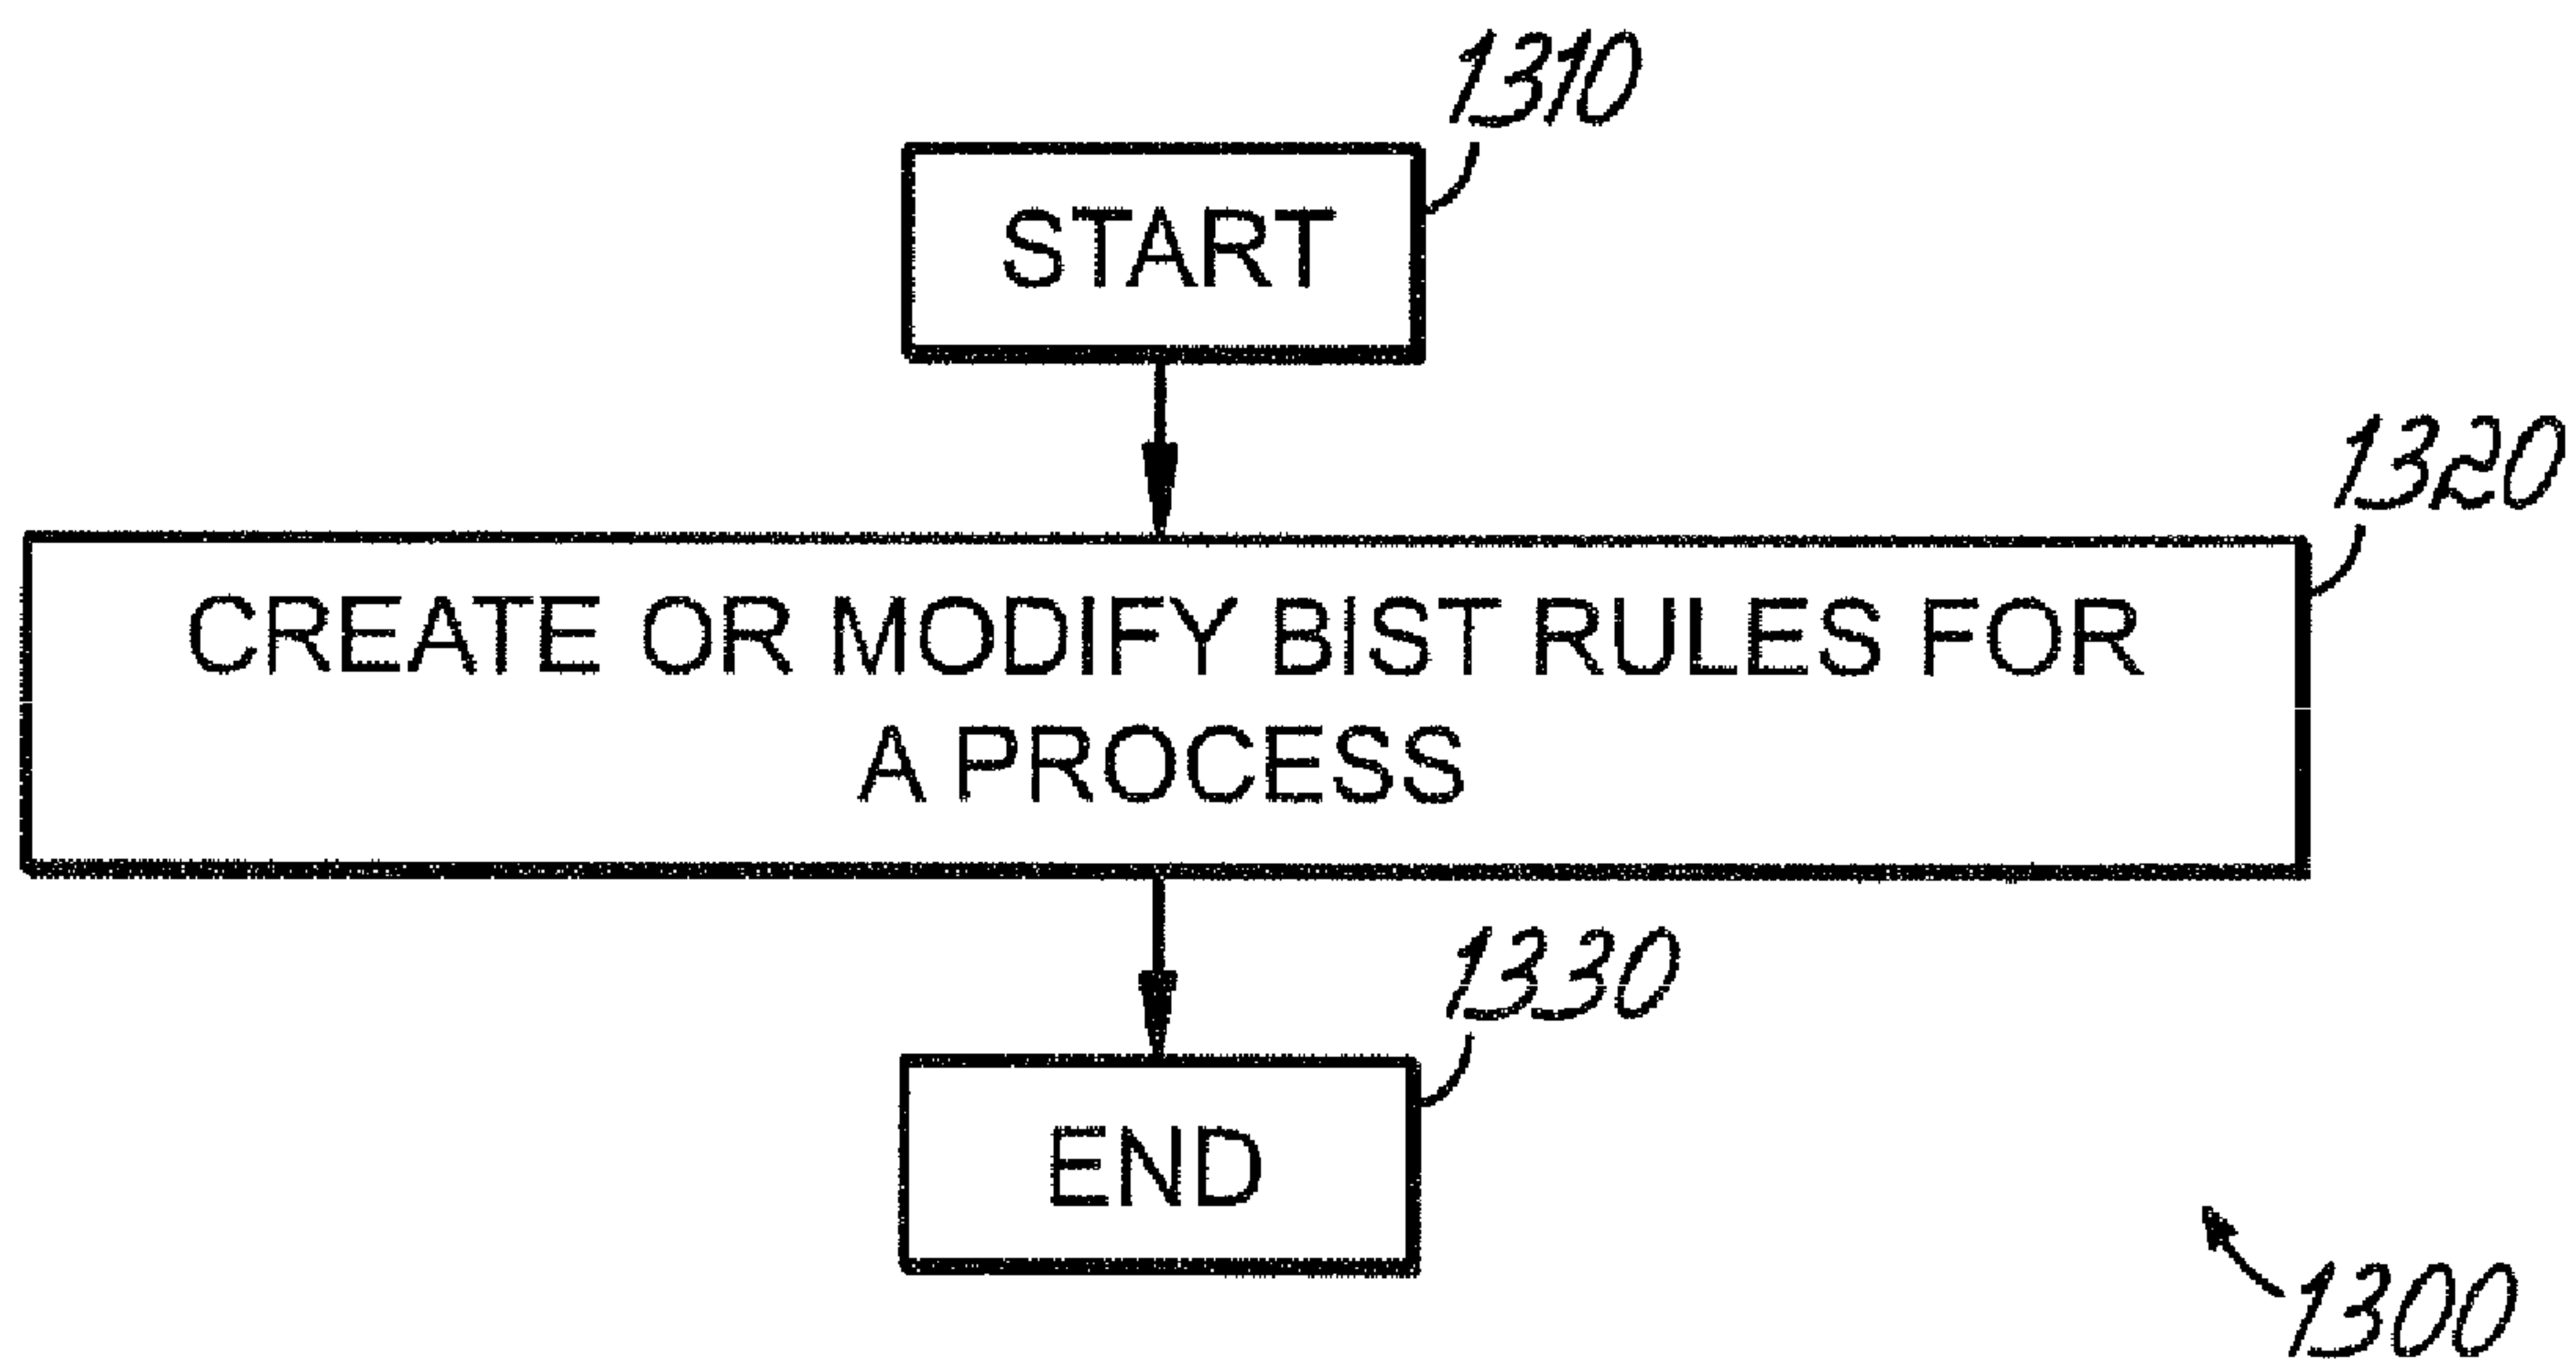 1310
START
1320
CREATE OR MODIFY BIST RULES FOR
A PROCESS
1330
END
1300